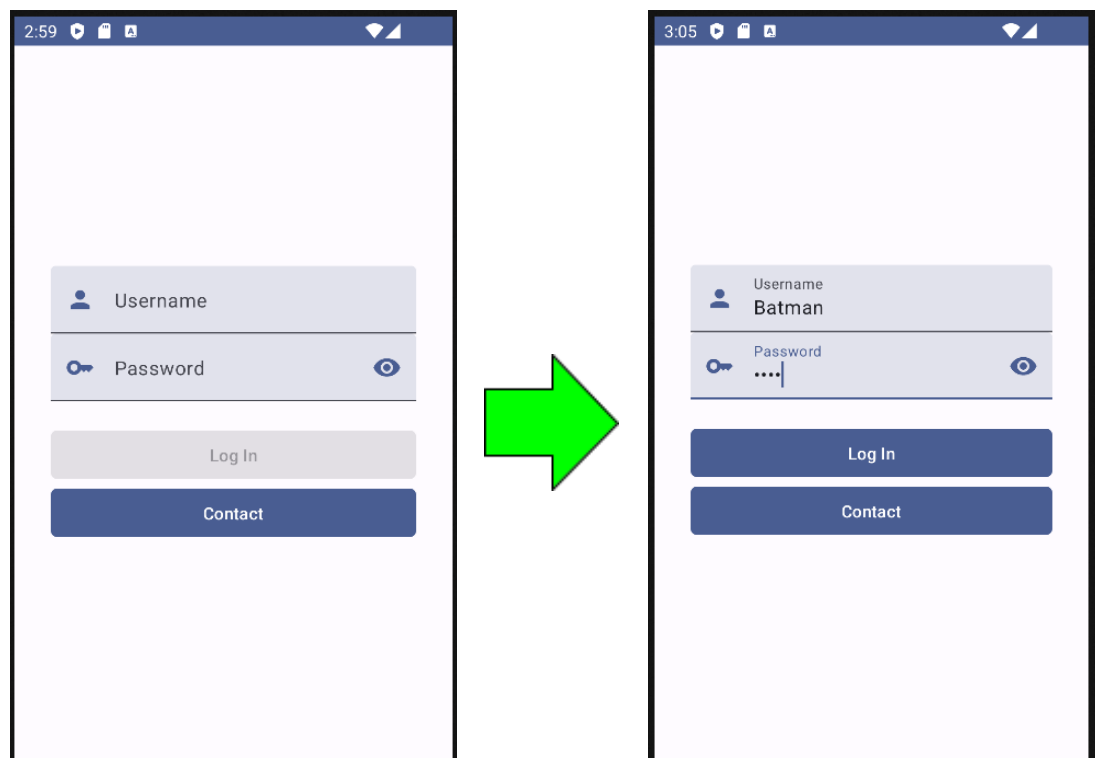 2:59
Username
Password
Log In
Contact
3:05
Username
Batman
Password
••••
Log In
Contact